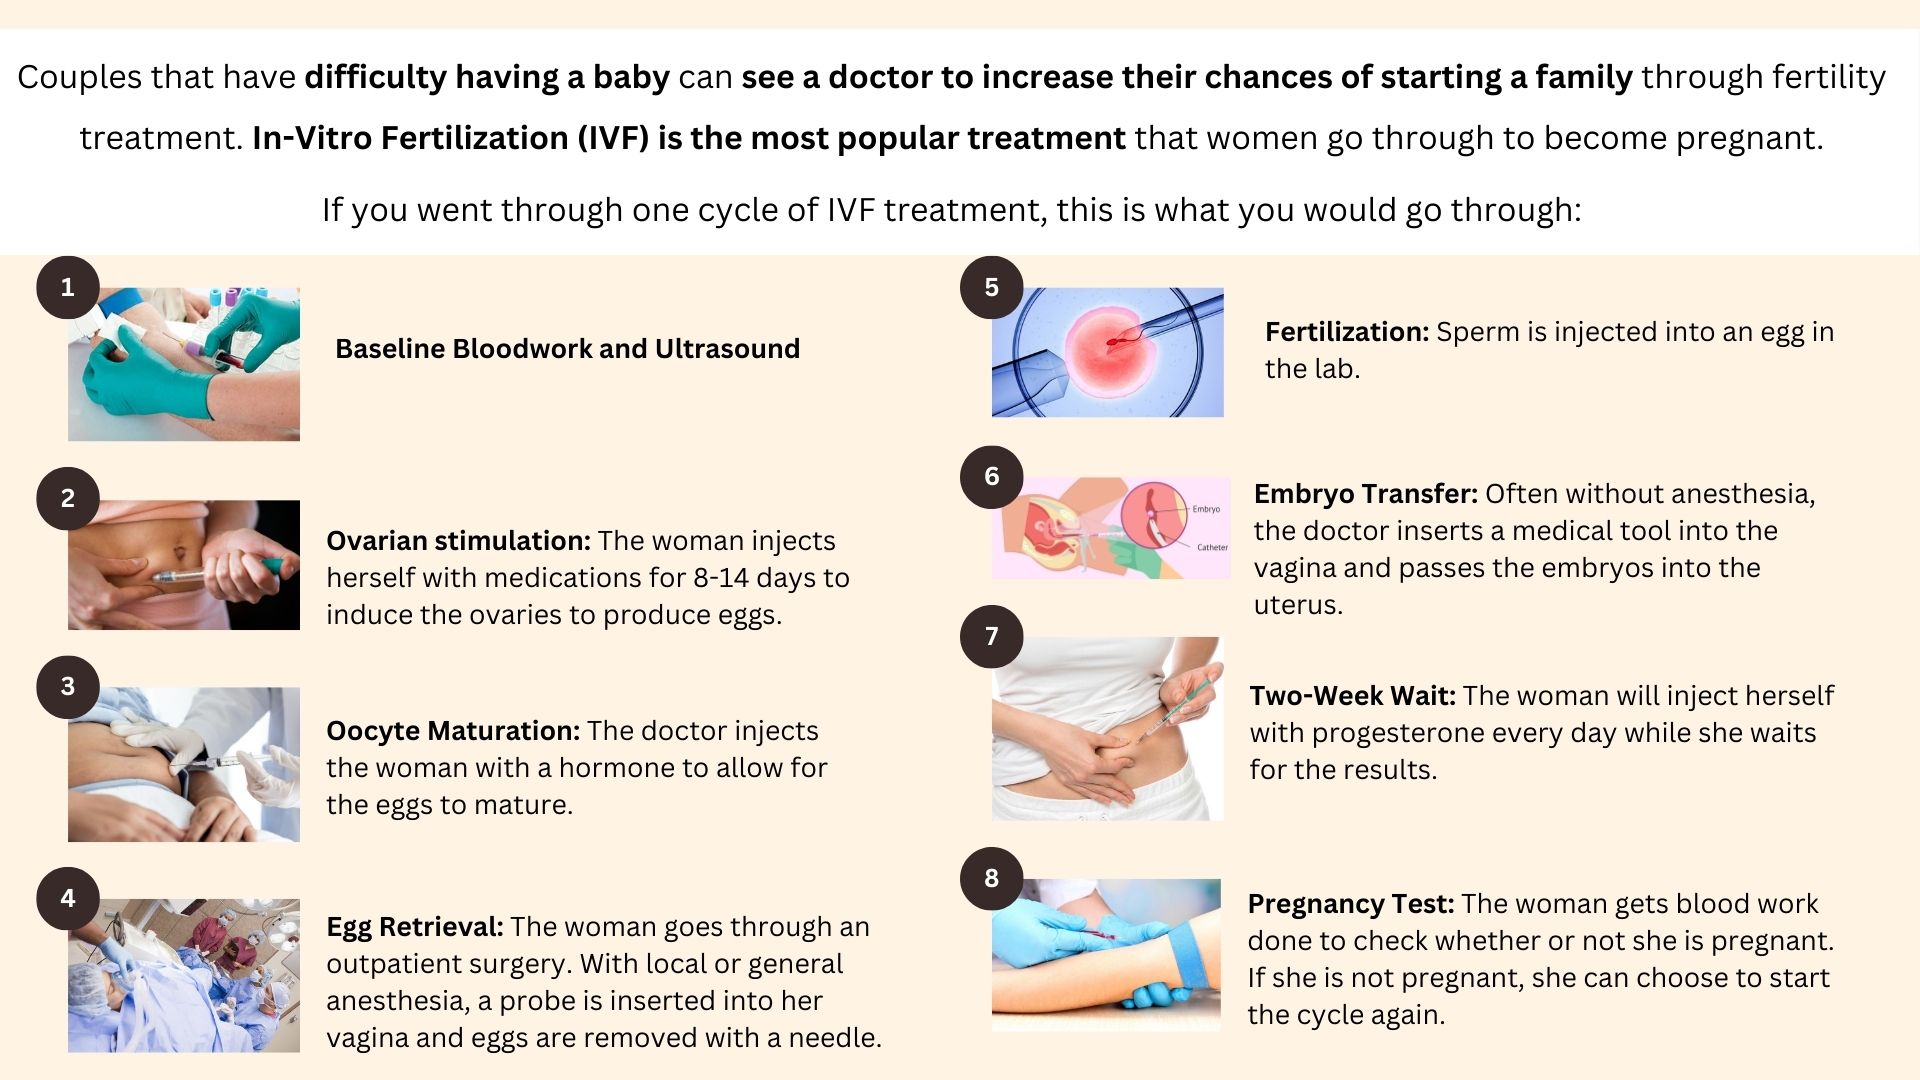 Couples that have difficulty having a baby can see a doctor to increase their chances of starting a family through fertility
treatment. In-Vitro Fertilization (IVF) is the most popular treatment that women go through to become pregnant.
If you went through one cycle of IVF treatment, this is what you would go through:
1
Baseline Bloodwork and Ultrasound
2
Ovarian stimulation: The woman injects
herself with medications for 8-14 days to
induce the ovaries to produce eggs.
3
Oocyte Maturation: The doctor injects
the woman with a hormone to allow for
the eggs to mature.
4
Egg Retrieval: The woman goes through an
outpatient surgery. With local or general
anesthesia, a probe is inserted into her
vagina and eggs are removed with a needle.
5
Fertilization: Sperm is injected into an egg in
the lab.
6
Embryo
Catheter
Embryo Transfer: Often without anesthesia,
the doctor inserts a medical tool into the
vagina and passes the embryos into the
uterus.
7
Two-Week Wait: The woman will inject herself
with progesterone every day while she waits
for the results.
8
Pregnancy Test: The woman gets blood work
done to check whether or not she is pregnant.
If she is not pregnant, she can choose to start
the cycle again.